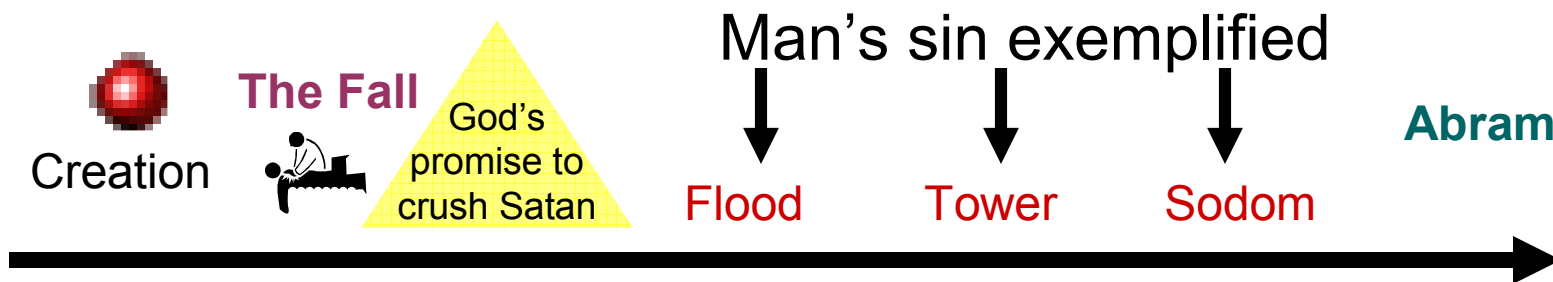 Man’s sin exemplified
The Fall
Creation
God’s
promise to
crush Satan
Flood
Tower
Sodom
Abram